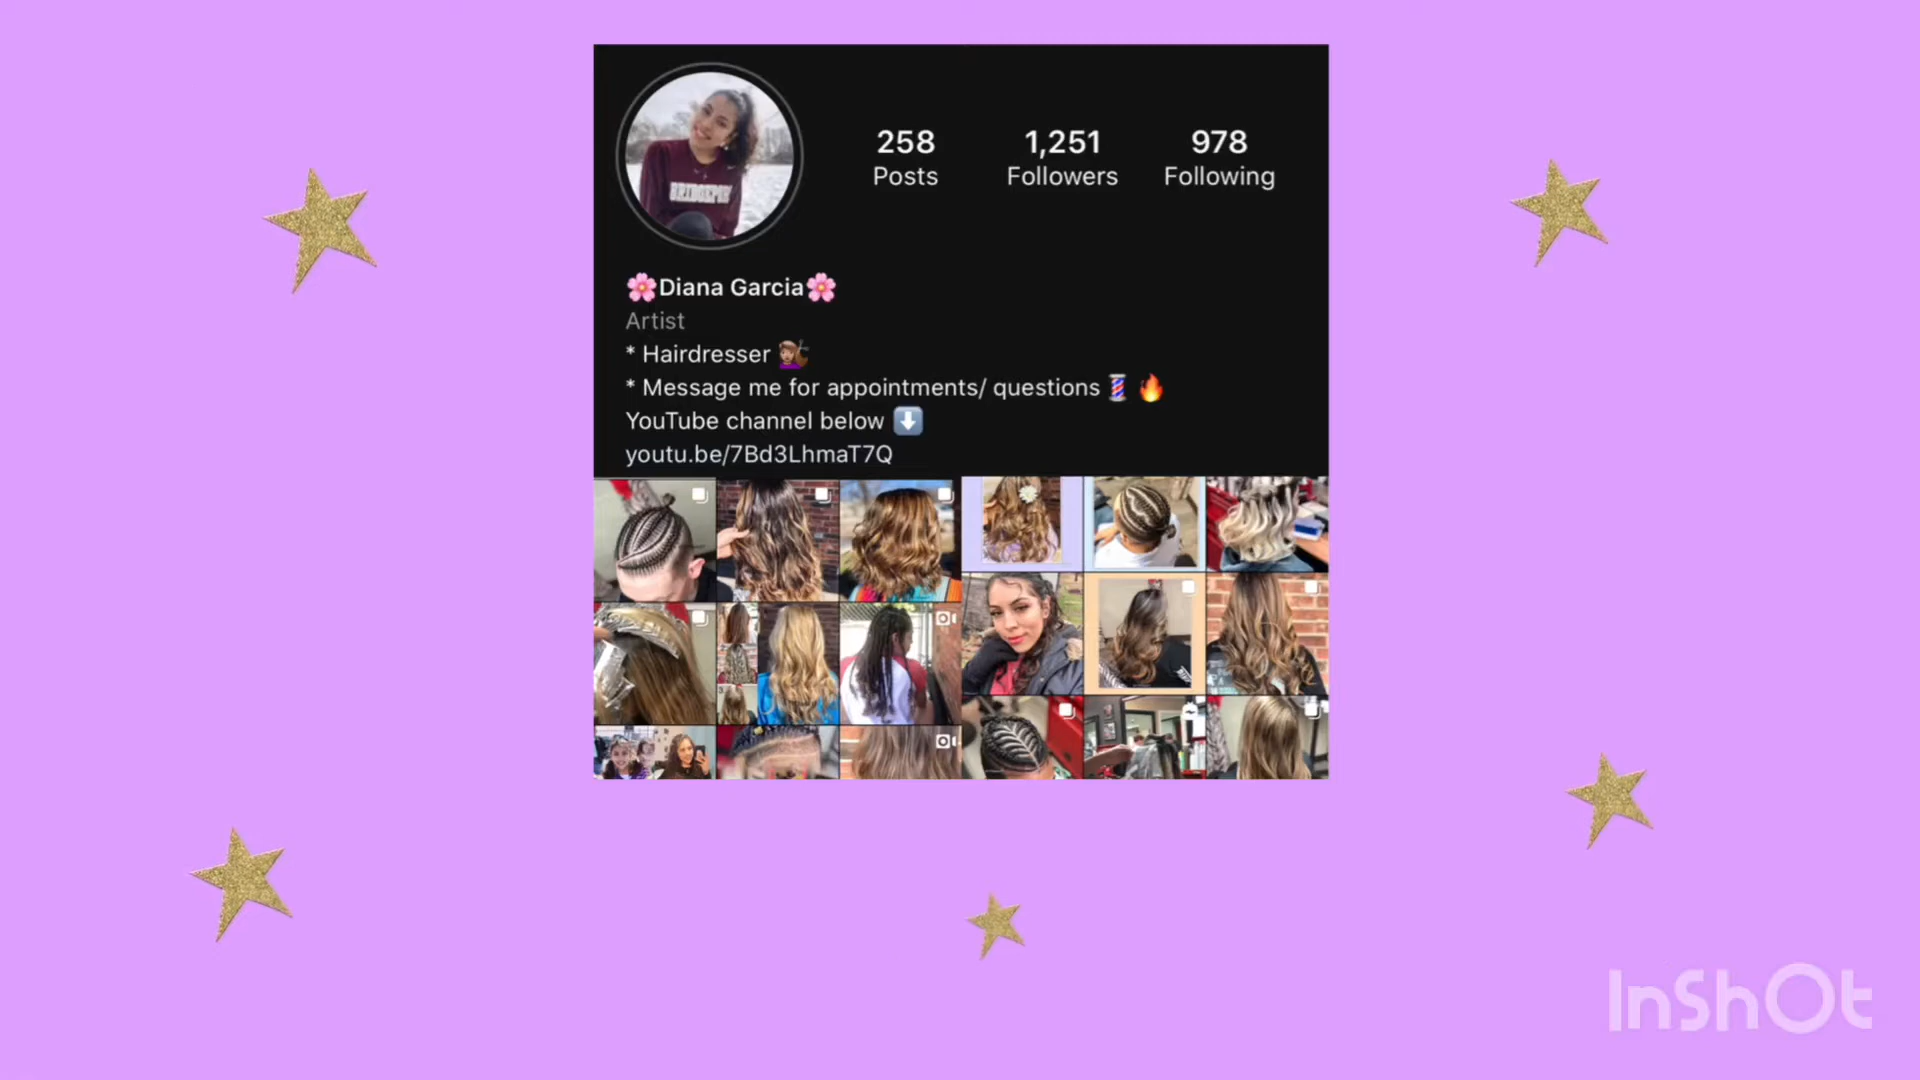 258 1,251 978
Posts Followers Following
BRIDGEMEN
🌸Diana Garcia🌸
Artist
* Hairdresser 💇🏽‍♀️
* Message me for appointments/ questions 💈 🔥
YouTube channel below ⬇️
youtu.be/7Bd3LhmaT7Q
InShOt